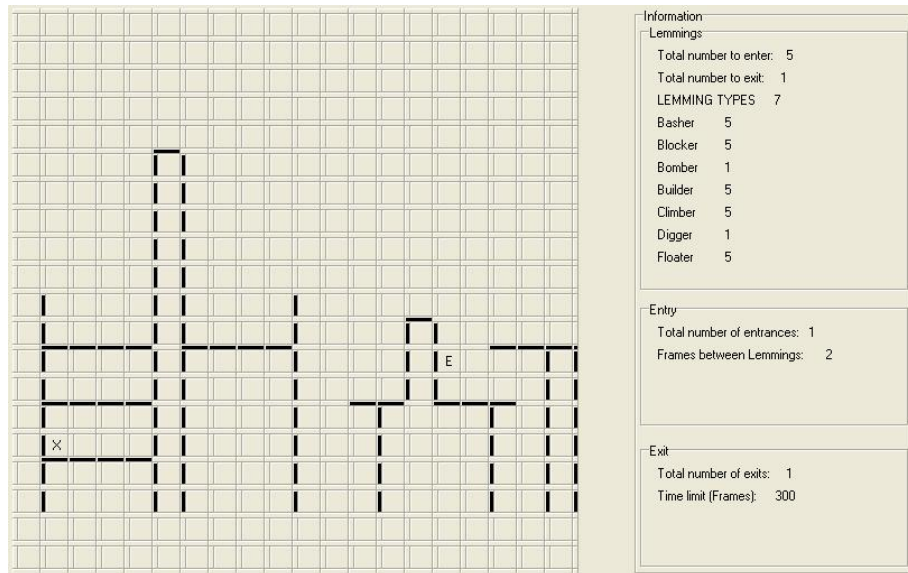 Information
Lemmings
Total number to enter: 5
Total number to exit: 1
LEMMING TYPES 7
Basher 5
Blocker 5
Bomber 1
Builder 5
Climber 5
Digger 1
Floater 5
Entry
Total number of entrances: 1
Frames between Lemmings: 2
E
X
Exit
Total number of exits: 1
Time limit (Frames): 300